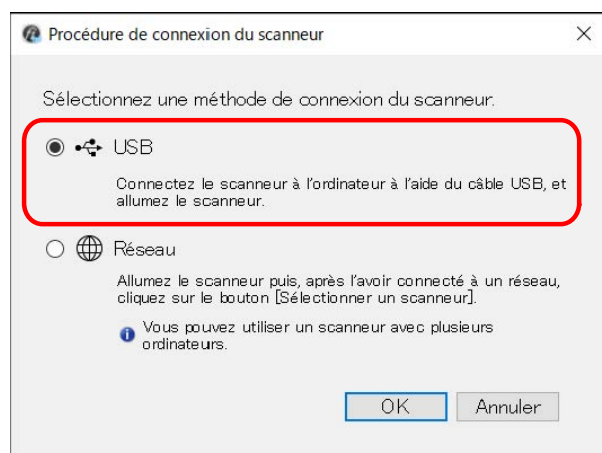 Procédure de connexion du scanneur
Sélectionnez une méthode de connexion du scanneur.
USB
Connectez le scanneur à l'ordinateur à l'aide du câble USB, et
allumez le scanneur.
Réseau
Allumez le scanneur puis, après l'avoir connecté à un réseau,
cliquez sur le bouton [Sélectionner un scanneur].
Vous pouvez utiliser un scanneur avec plusieurs
ordinateurs.
OK
Annuler